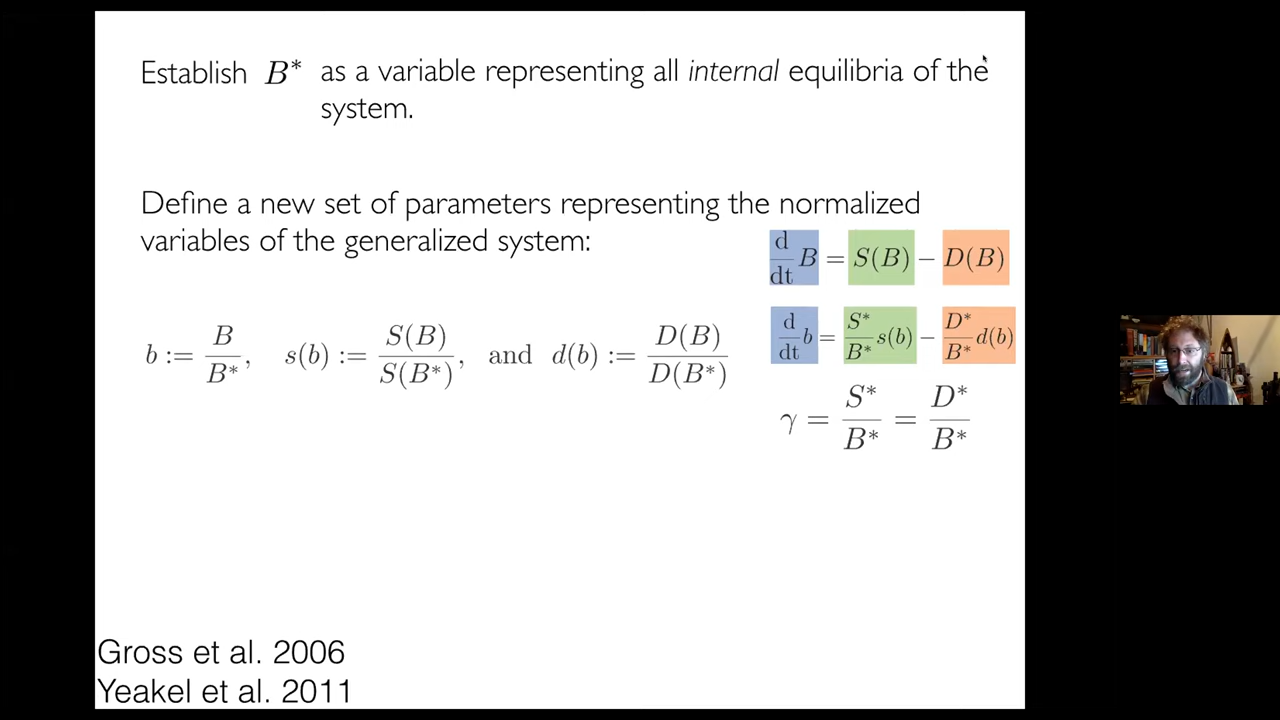 Establish B* as a variable representing all internal equilibria of the
system.
Define a new set of parameters representing the normalized
variables of the generalized system:
d/dt B = S(B) − D(B)
d/dt b = S*/B* s(b) − D*/B* d(b)
b := B/B*, s(b) := S(B)/S(B*), and d(b) := D(B)/D(B*)
γ = S*/B* = D*/B*
Gross et al. 2006
Yeakel et al. 2011